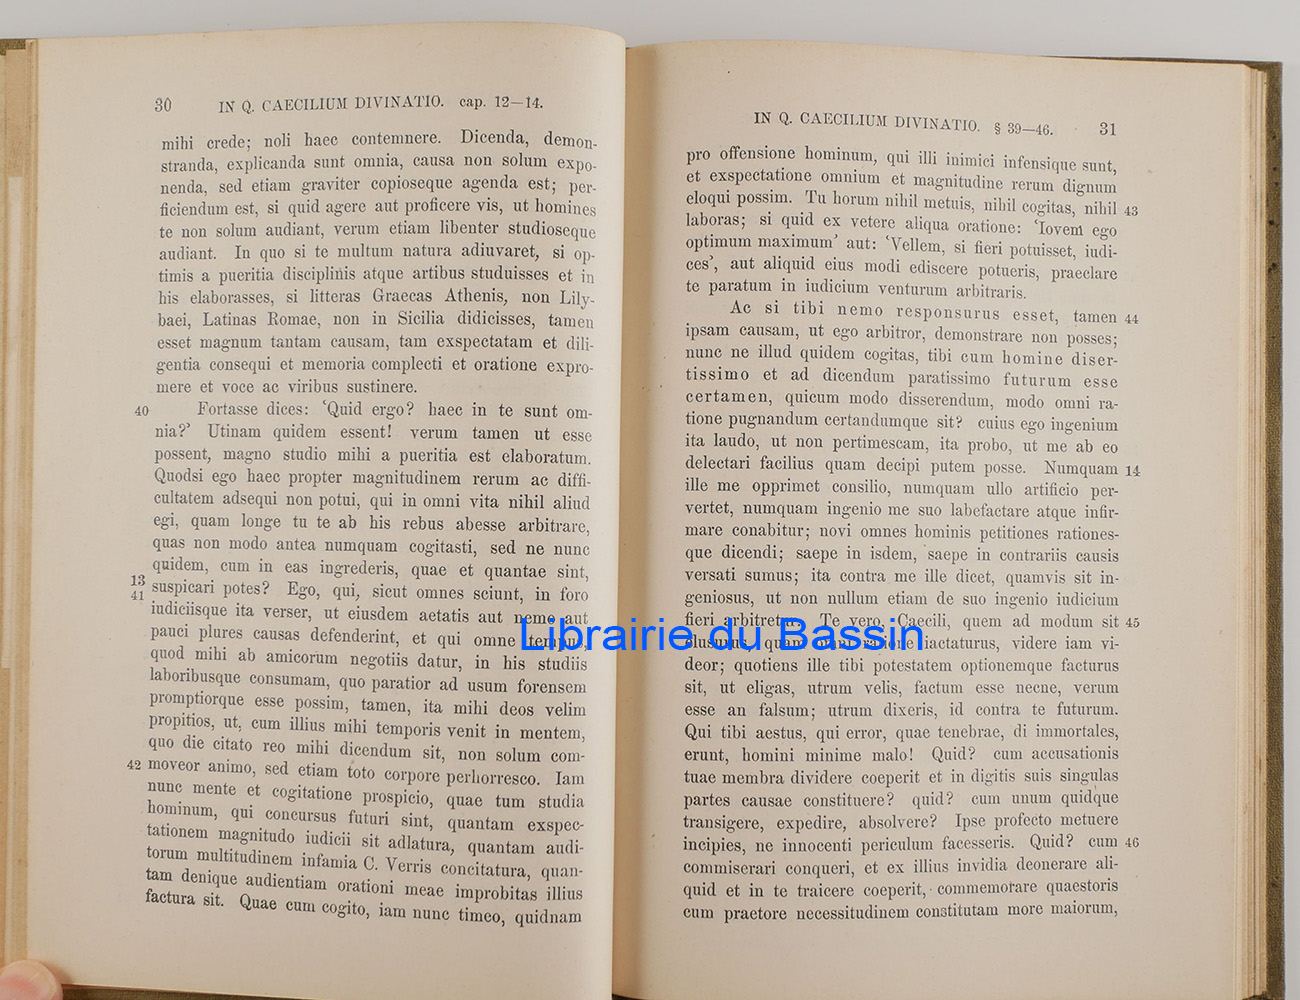 30 IN Q. CAECILIUM DIVINATIO. cap. 12—14.
mihi crede; noli haec contemnere. Dicenda, demon-
stranda, explicanda sunt omnia, causa non solum expo-
nenda, sed etiam graviter copioseque agenda est; per-
ficiendum est, si quid agere aut proficere vis, ut homines
te non solum audiant, verum etiam libenter studioseque
audiant. In quo si te multum natura adiuvaret, si op-
timis a pueritia disciplinis atque artibus studuisses et in
his elaborasses, si litteras Graecas Athenis, non Lily-
baei, Latinas Romae, non in Sicilia didicisses, tamen
esset magnum tantam causam, tam exspectatam et dili-
gentia consequi et memoria complecti et oratione expro-
mere et voce ac viribus sustinere.
40 Fortasse dices: ‘Quid ergo? haec in te sunt om-
nia?’ Utinam quidem essent! verum tamen ut esse
possent, magno studio mihi a pueritia est elaboratum.
Quodsi ego haec propter magnitudinem rerum ac diffi-
cultatem adsequi non potui, qui in omni vita nihil aliud
egi, quam longe tu te ab his rebus abesse arbitrare,
quas non modo antea numquam cogitasti, sed ne nunc
quidem, cum in eas ingrederis, quae et quantae sint,
13 41 suspicari potes? Ego, qui, sicut omnes sciunt, in foro
iudiciisque ita verser, ut eiusdem aetatis aut nemo aut
pauci plures causas defenderint, et qui omne tempus,
quod mihi ab amicorum negotiis datur, in his studiis
laboribusque consumam, quo paratior ad usum forensem
promptiorque esse possim, tamen, ita mihi deos velim
propitios, ut, cum illius mihi temporis venit in mentem,
quo die citato reo mihi dicendum sit, non solum com-
42 moveor animo, sed etiam toto corpore perhorresco. Iam
nunc mente et cogitatione prospicio, quae tum studia
hominum, qui concursus futuri sint, quantam exspec-
tationem magnitudo iudicii sit adlatura, quantam audi-
torum multitudinem infamia C. Verris concitatura, quan-
tam denique audientiam orationi meae improbitas illius
factura sit. Quae cum cogito, iam nunc timeo, quidnam
IN Q. CAECILIUM DIVINATIO. § 39—46. 31
pro offensione hominum, qui illi inimici infensique sunt,
et exspectatione omnium et magnitudine rerum dignum
eloqui possim. Tu horum nihil metuis, nihil cogitas, nihil 43
laboras; si quid ex vetere aliqua oratione: ‘Iovem ego
optimum maximum’ aut: ‘Vellem, si fieri potuisset, iudi-
ces’, aut aliquid eius modi ediscere potueris, praeclare
te paratum in iudicium venturum arbitraris.
Ac si tibi nemo responsurus esset, tamen 44
ipsam causam, ut ego arbitror, demonstrare non posses;
nunc ne illud quidem cogitas, tibi cum homine diser-
tissimo et ad dicendum paratissimo futurum esse
certamen, quicum modo disserendum, modo omni ra-
tione pugnandum certandumque sit? cuius ego ingenium
ita laudo, ut non pertimescam, ita probo, ut me ab eo
delectari facilius quam decipi putem posse. Numquam 14
ille me opprimet consilio, numquam ullo artificio per-
vertet, numquam ingenio me suo labefactare atque infir-
mare conabitur; novi omnes hominis petitiones rationes-
que dicendi; saepe in isdem, saepe in contrariis causis
versati sumus; ita contra me ille dicet, quamvis sit in-
geniosus, ut non nullum etiam de suo ingenio iudicium
fieri arbitretur. Te vero, Caecili, quem ad modum sit 45
elusurus, quam omni ratione iactaturus, videre iam vi-
deor; quotiens ille tibi potestatem optionemque facturus
sit, ut eligas, utrum velis, factum esse necne, verum
esse an falsum; utrum dixeris, id contra te futurum.
Qui tibi aestus, qui error, quae tenebrae, di immortales,
erunt, homini minime malo! Quid? cum accusationis
tuae membra dividere coeperit et in digitis suis singulas
partes causae constituere? quid? cum unum quidque
transigere, expedire, absolvere? Ipse profecto metuere
incipies, ne innocenti periculum facesseris. Quid? cum 46
commiserari conqueri, et ex illius invidia deonerare ali-
quid et in te traicere coeperit, commemorare quaestoris
cum praetore necessitudinem constitutam more maiorum,
Librairie du Bassin